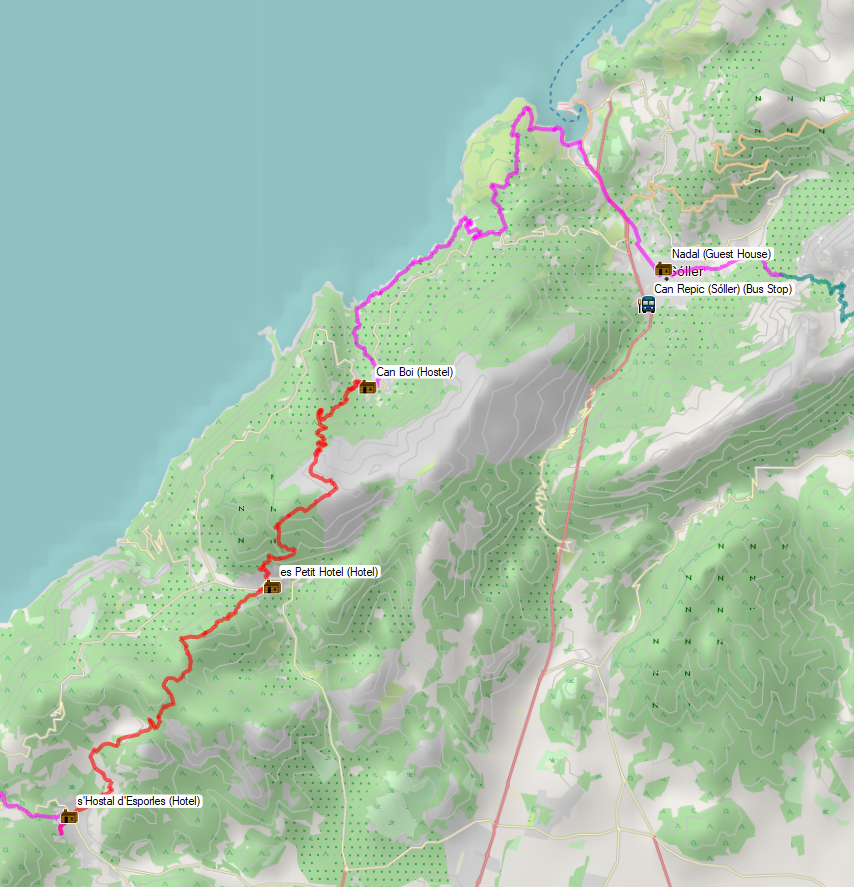 Nadal (Guest House)
Sóller
Can Repic (Sóller) (Bus Stop)
Can Boi (Hostel)
es Petit Hotel (Hotel)
s'Hostal d'Esporles (Hotel)